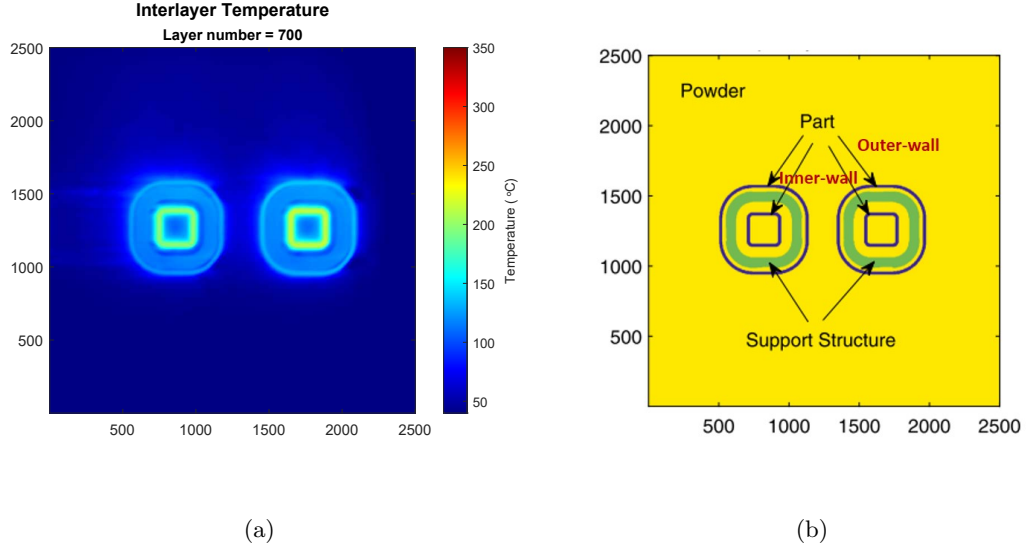 Interlayer Temperature
Layer number = 700
2500
2000
1500
1000
500
500 1000 1500 2000 2500
350
300
250
200
150
100
50
Temperature ( °C)
(a)
2500
2000
1500
1000
500
500 1000 1500 2000 2500
Powder
Part
Outer-wall
Inner-wall
Support Structure
(b)